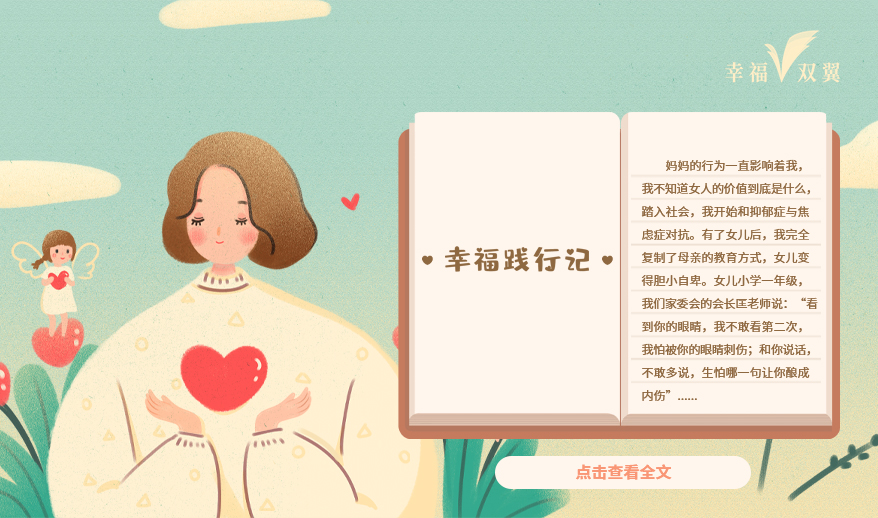 幸福双翼
幸福践行记
妈妈的行为一直影响着我，
我不知道女人的价值到底是什么，
踏入社会，我开始和抑郁症与焦
虑症对抗。有了女儿后，我完全
复制了母亲的教育方式，女儿变
得胆小自卑。女儿小学一年级，
我们家委会的会长匡老师说：“看
到你的眼睛，我不敢看第二次，
我怕被你的眼睛刺伤；和你说话，
不敢多说，生怕哪一句让你酿成
内伤”......
点击查看全文